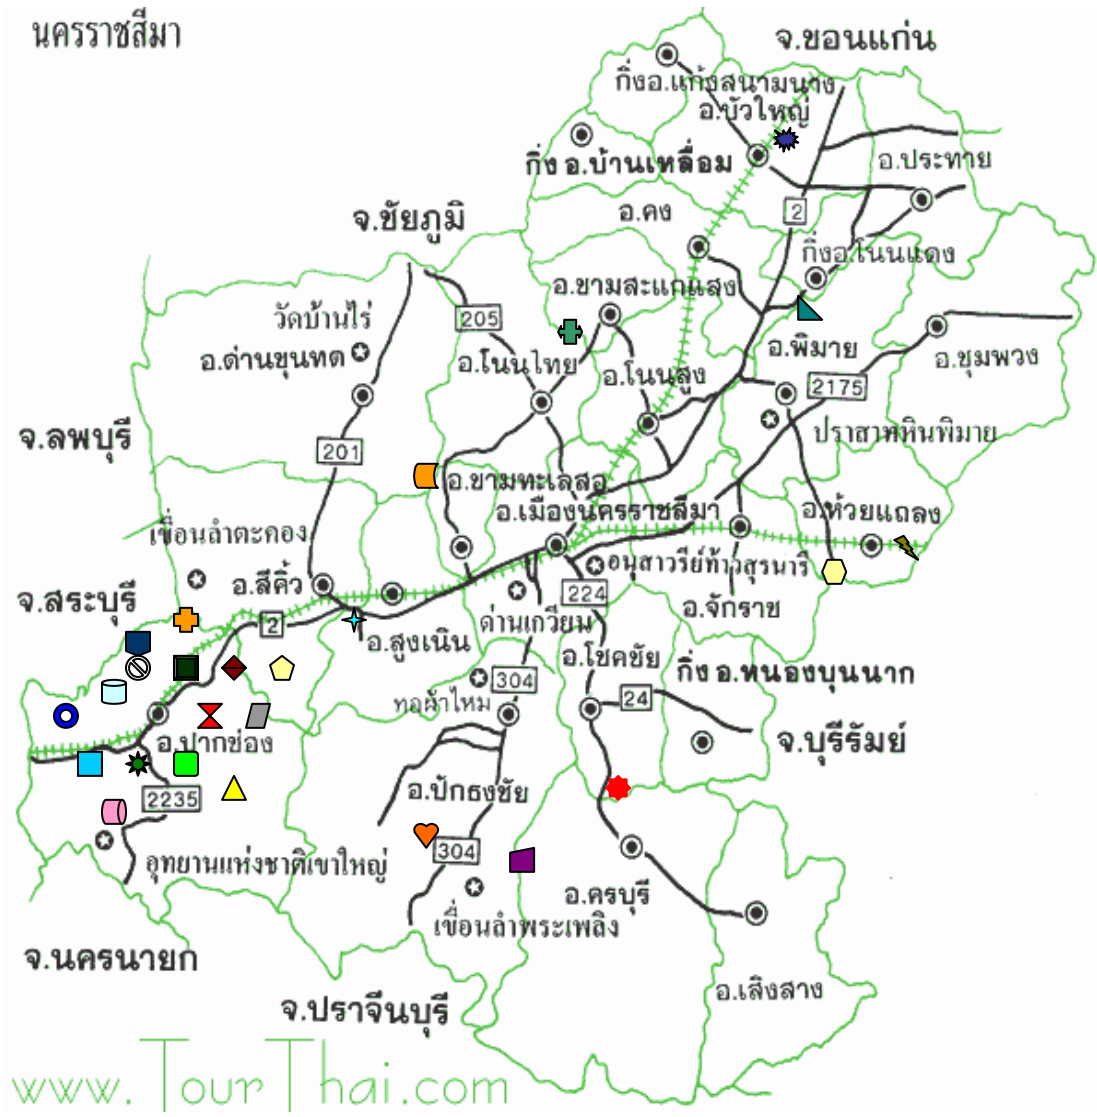 นครราชสีมา
จ.ขอนแก่น
กิ่งอ.แก้งสนามนาง
อ.บัวใหญ่
กิ่ง อ.บ้านเหลื่อม
อ.ประทาย
อ.คง
2
จ.ชัยภูมิ
กิ่งอ.โนนแดง
อ.ขามสะแกแสง
วัดบ้านไร่
205
อ.ด่านขุนทด
อ.โนนไทย
อ.โนนสูง
อ.พิมาย
อ.ชุมพวง
2175
จ.ลพบุรี
201
ปราสาทหินพิมาย
อ.ขามทะเลสอ
อ.เมืองนครราชสีมา
อ.ห้วยแถลง
เขื่อนลำตะคอง
อนุสาวรีย์ท้าวสุรนารี
อ.สีคิ้ว
จ.สระบุรี
224
อ.จักราช
2
ด่านเกวียน
อ.สูงเนิน
อ.โชคชัย
กิ่ง อ.หนองบุนนาก
304
24
ทอผ้าไหม
อ.ปากช่อง
จ.บุรีรัมย์
อ.ปักธงชัย
2235
304
อุทยานแห่งชาติเขาใหญ่
อ.ครบุรี
เขื่อนลำพระเพลิง
จ.นครนายก
อ.เสิงสาง
จ.ปราจีนบุรี
www.TourThai.com